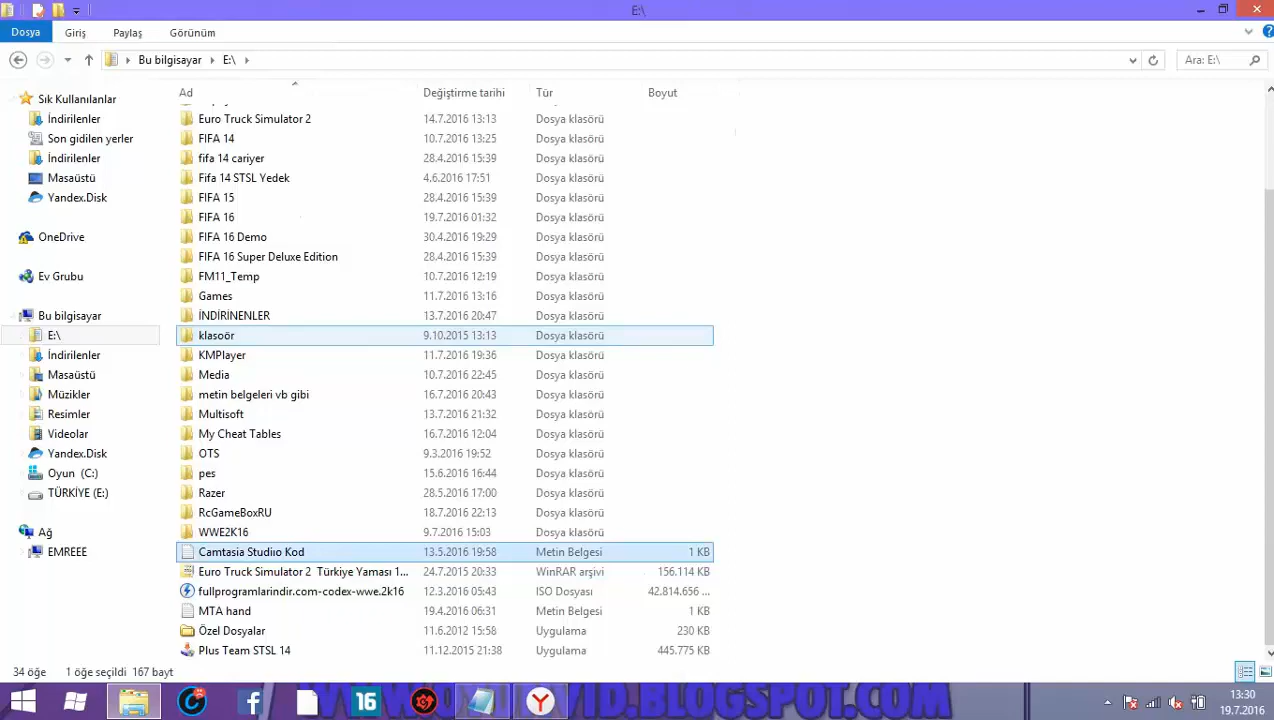 E:\
Dosya Giriş Paylaş Görünüm
Bu bilgisayar E:\ Ara: E:\
Ad Değiştirme tarihi Tür Boyut
Sık Kullanılanlar
İndirilenler
Son gidilen yerler
İndirilenler
Masaüstü
Yandex.Disk
OneDrive
Ev Grubu
Bu bilgisayar
E:\
İndirilenler
Masaüstü
Müzikler
Resimler
Videolar
Yandex.Disk
Oyun (C:)
TÜRKİYE (E:)
Ağ
EMREEE
Euro Truck Simulator 2 14.7.2016 13:13 Dosya klasörü
FIFA 14 10.7.2016 13:25 Dosya klasörü
fifa 14 cariyer 28.4.2016 15:39 Dosya klasörü
Fifa 14 STSL Yedek 4.6.2016 17:51 Dosya klasörü
FIFA 15 28.4.2016 15:39 Dosya klasörü
FIFA 16 19.7.2016 01:32 Dosya klasörü
FIFA 16 Demo 30.4.2016 19:29 Dosya klasörü
FIFA 16 Super Deluxe Edition 28.4.2016 15:39 Dosya klasörü
FM11_Temp 10.7.2016 12:19 Dosya klasörü
Games 11.7.2016 13:16 Dosya klasörü
İNDİRİNENLER 13.7.2016 20:47 Dosya klasörü
klasoör 9.10.2015 13:13 Dosya klasörü
KMPlayer 11.7.2016 19:36 Dosya klasörü
Media 10.7.2016 22:45 Dosya klasörü
metin belgeleri vb gibi 16.7.2016 20:43 Dosya klasörü
Multisoft 13.7.2016 21:32 Dosya klasörü
My Cheat Tables 16.7.2016 12:04 Dosya klasörü
OTS 9.3.2016 19:52 Dosya klasörü
pes 15.6.2016 16:44 Dosya klasörü
Razer 28.5.2016 17:00 Dosya klasörü
RcGameBoxRU 18.7.2016 22:13 Dosya klasörü
WWE2K16 9.7.2016 15:03 Dosya klasörü
Camtasia Studiıo Kod 13.5.2016 19:58 Metin Belgesi 1 KB
Euro Truck Simulator 2 Türkiye Yaması 1... 24.7.2015 20:33 WinRAR arşivi 156.114 KB
fullprogramlarindir.com-codex-wwe.2k16 12.3.2016 05:43 ISO Dosyası 42.814.656 ...
MTA hand 19.4.2016 06:31 Metin Belgesi 1 KB
Özel Dosyalar 11.6.2012 15:58 Uygulama 230 KB
Plus Team STSL 14 11.12.2015 21:38 Uygulama 445.775 KB
34 öğe 1 öğe seçildi 167 bayt
16
13:30
19.7.2016